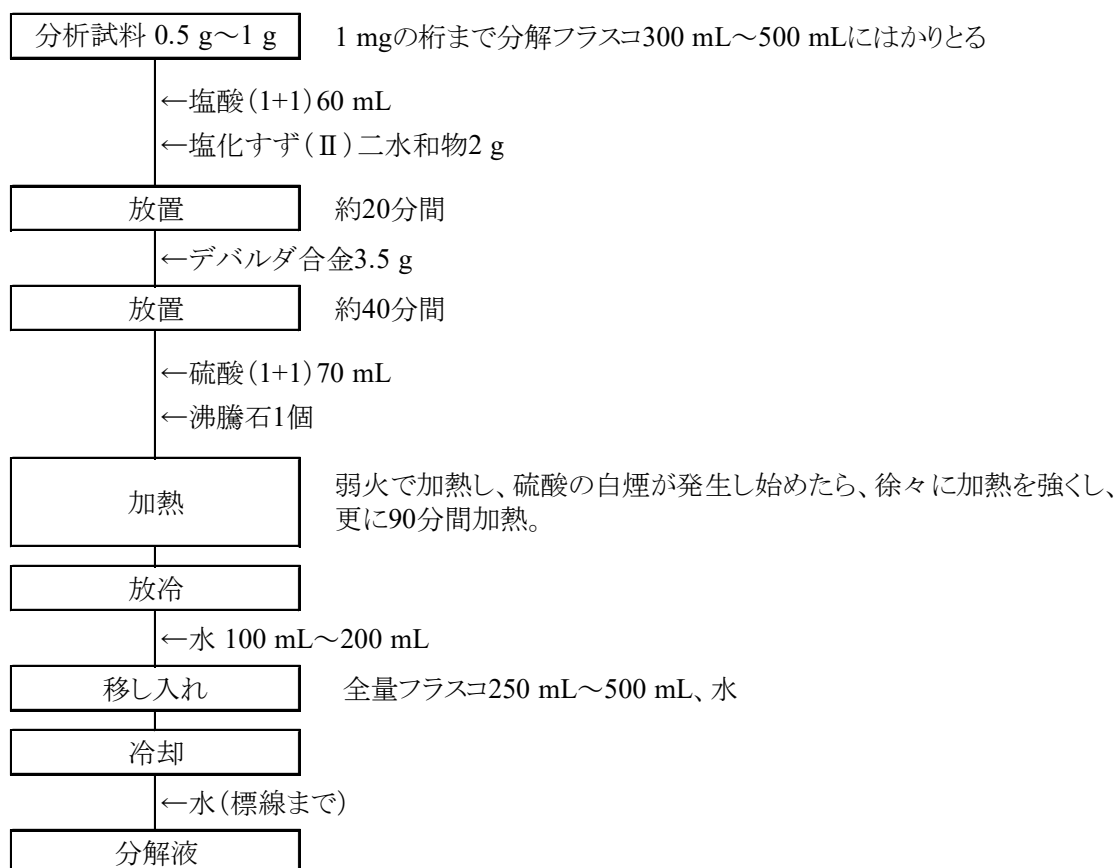 分析試料 0.5 g～1 g
1 mgの桁まで分解フラスコ300 mL～500 mLにはかりとる
←塩酸（1+1）60 mL
←塩化すず（Ⅱ）二水和物2 g
放置
約20分間
←デバルダ合金3.5 g
放置
約40分間
←硫酸（1+1）70 mL
←沸騰石1個
加熱
弱火で加熱し、硫酸の白煙が発生し始めたら、徐々に加熱を強くし、
更に90分間加熱。
放冷
←水 100 mL～200 mL
移し入れ
全量フラスコ250 mL～500 mL、水
冷却
←水（標線まで）
分解液